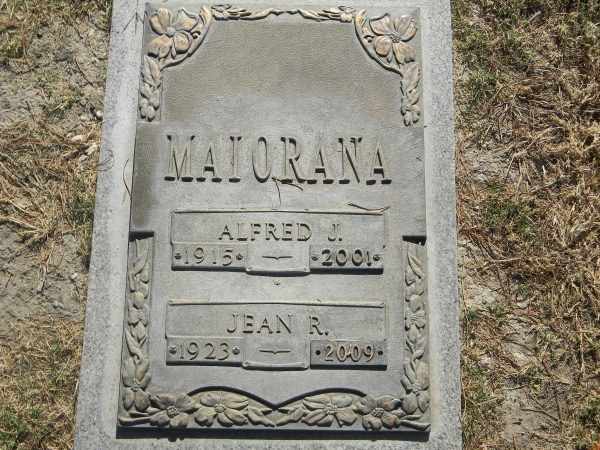 MAIORANA
ALFRED J.
1915 — 2001
JEAN R.
1923 — 2009